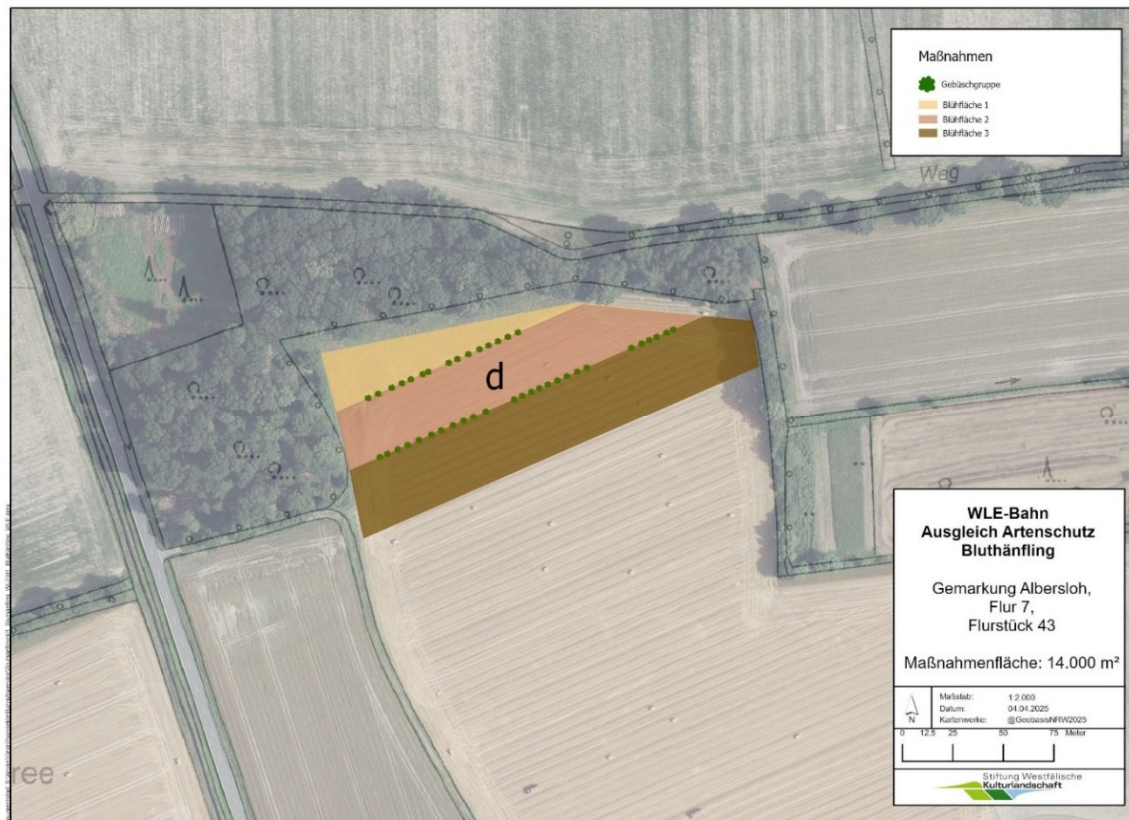 Maßnahmen
Gebüschgruppe
Blühfläche 1
Blühfläche 2
Blühfläche 3
Weg
d
WLE-Bahn
Ausgleich Artenschutz
Bluthänfling
Gemarkung Albersloh,
Flur 7,
Flurstück 43
Maßnahmenfläche: 14.000 m²
N
Maßstab: 1:2.000
Datum: 04.04.2025
Kartenwerke: @GeobasisNRW2025
0 12,5 25 50 75 Meter
ree
Stiftung Westfälische
Kulturlandschaft